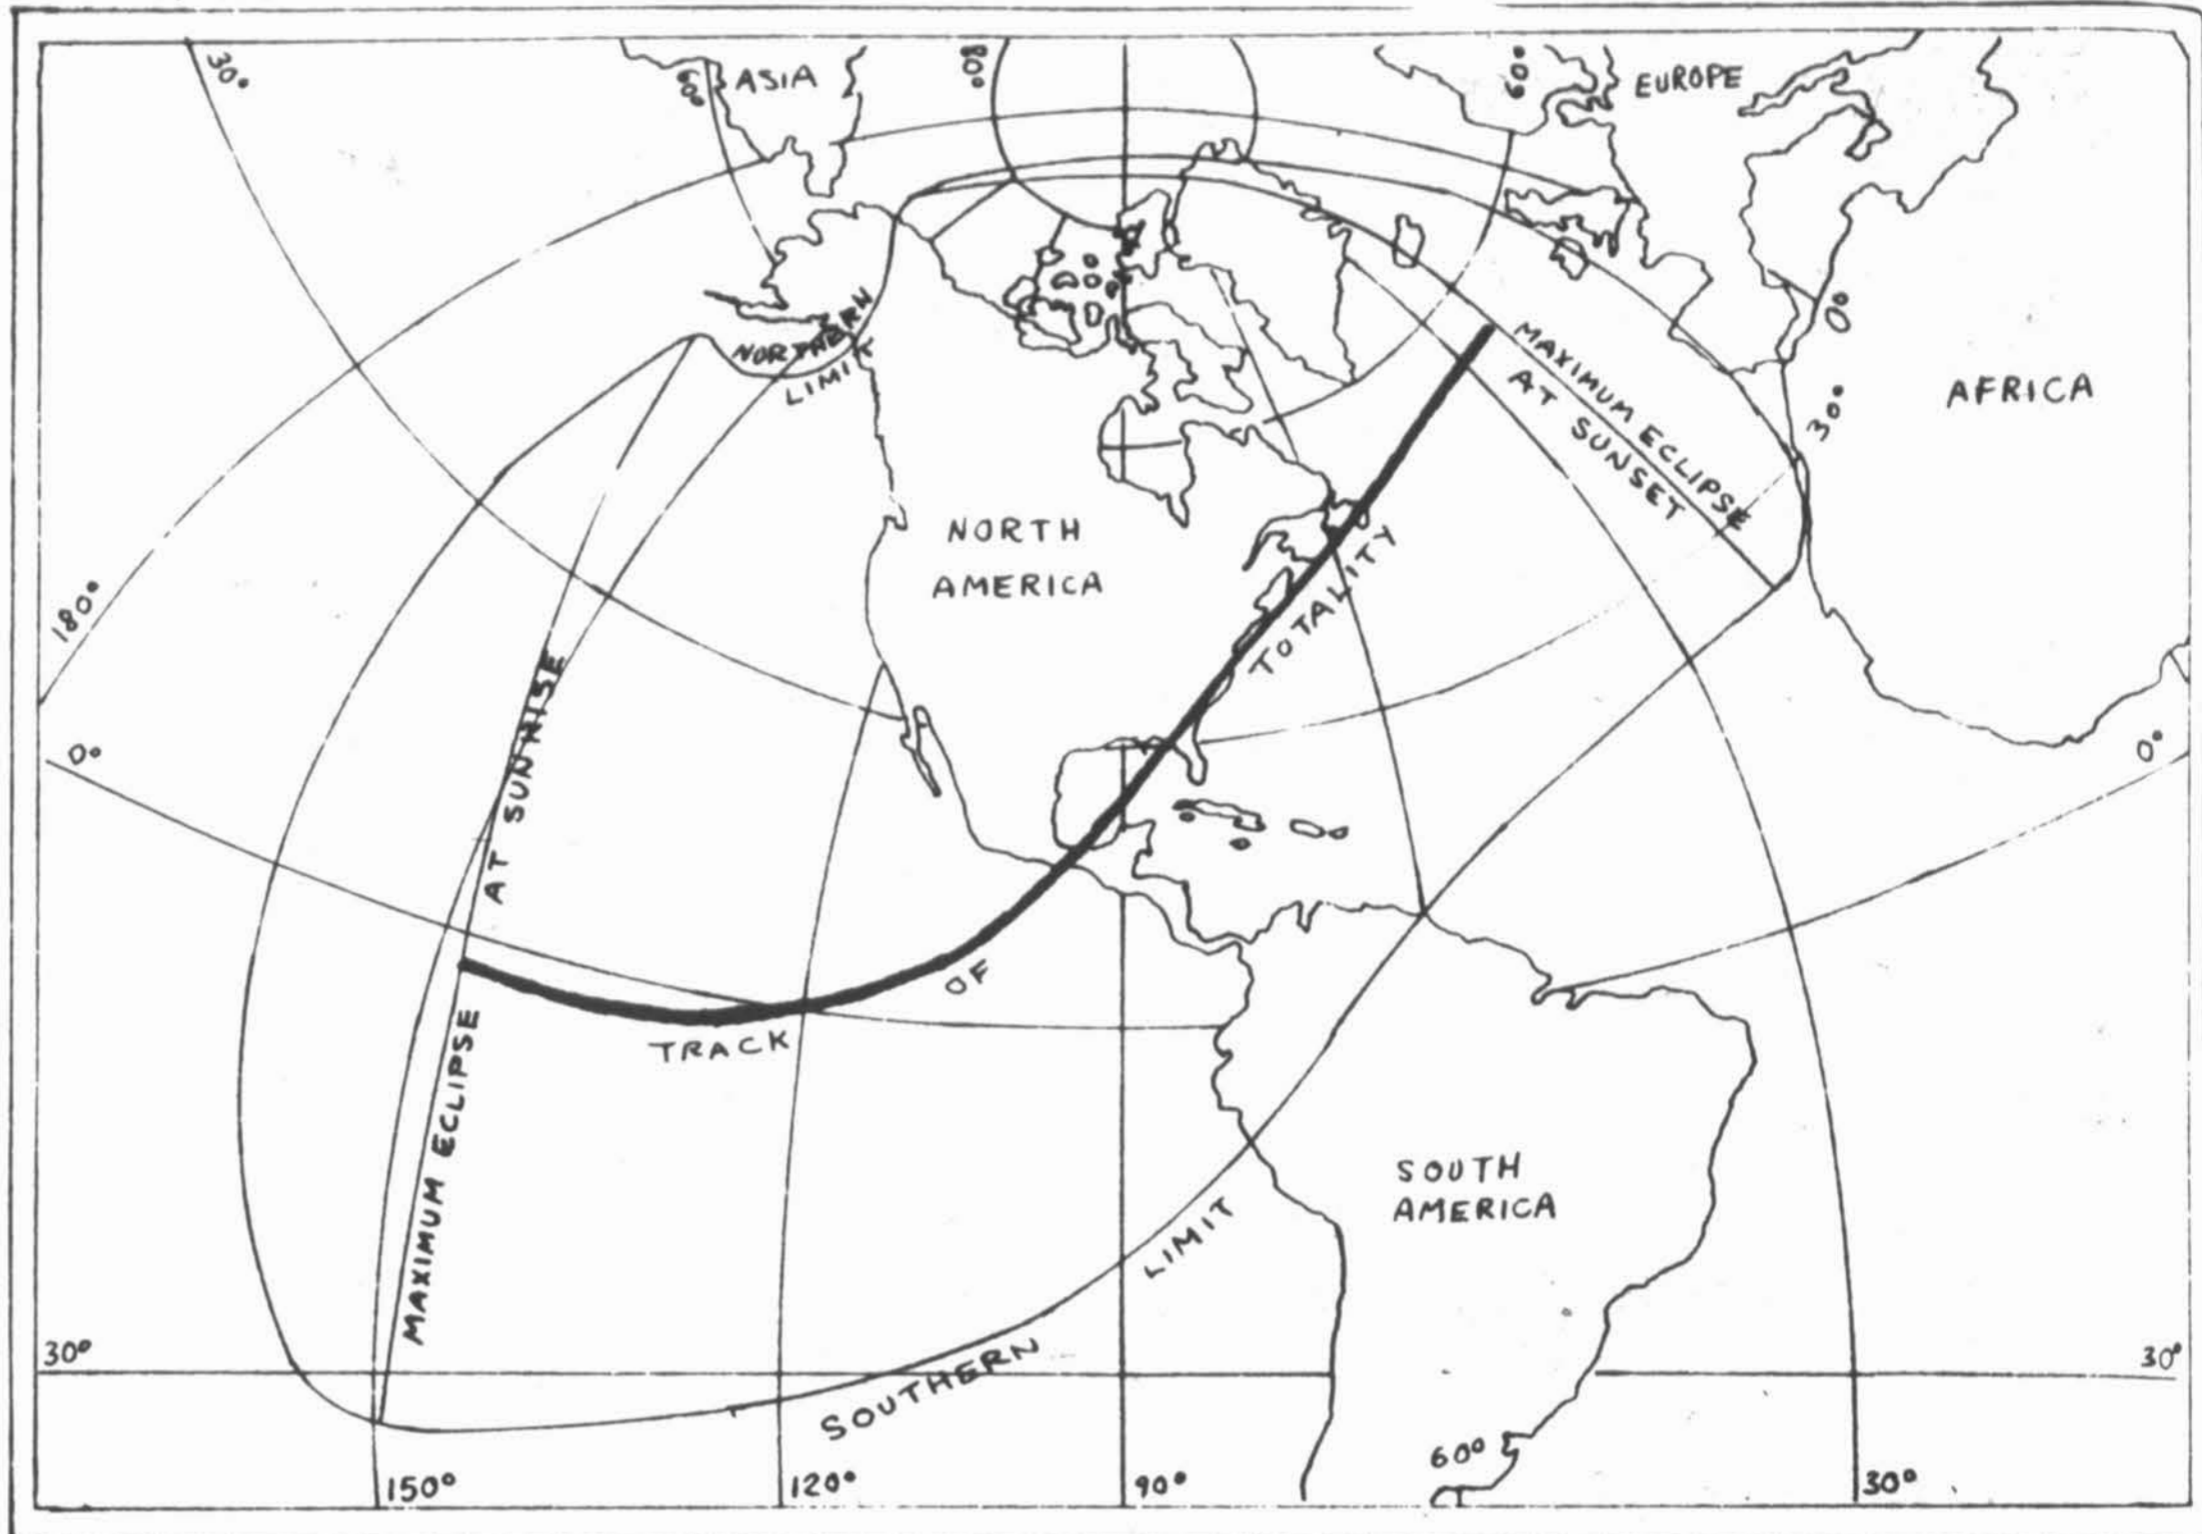 30°
60°
ASIA
80°
60°
EUROPE
NORTHERN
LIMIT
0°
MAXIMUM ECLIPSE
AT SUNSET
30°
AFRICA
NORTH
AMERICA
180°
0°
MAXIMUM ECLIPSE AT SUNRISE
TRACK OF TOTALITY
0°
SOUTH
AMERICA
SOUTHERN LIMIT
30°
30°
60°
150°
120°
90°
30°